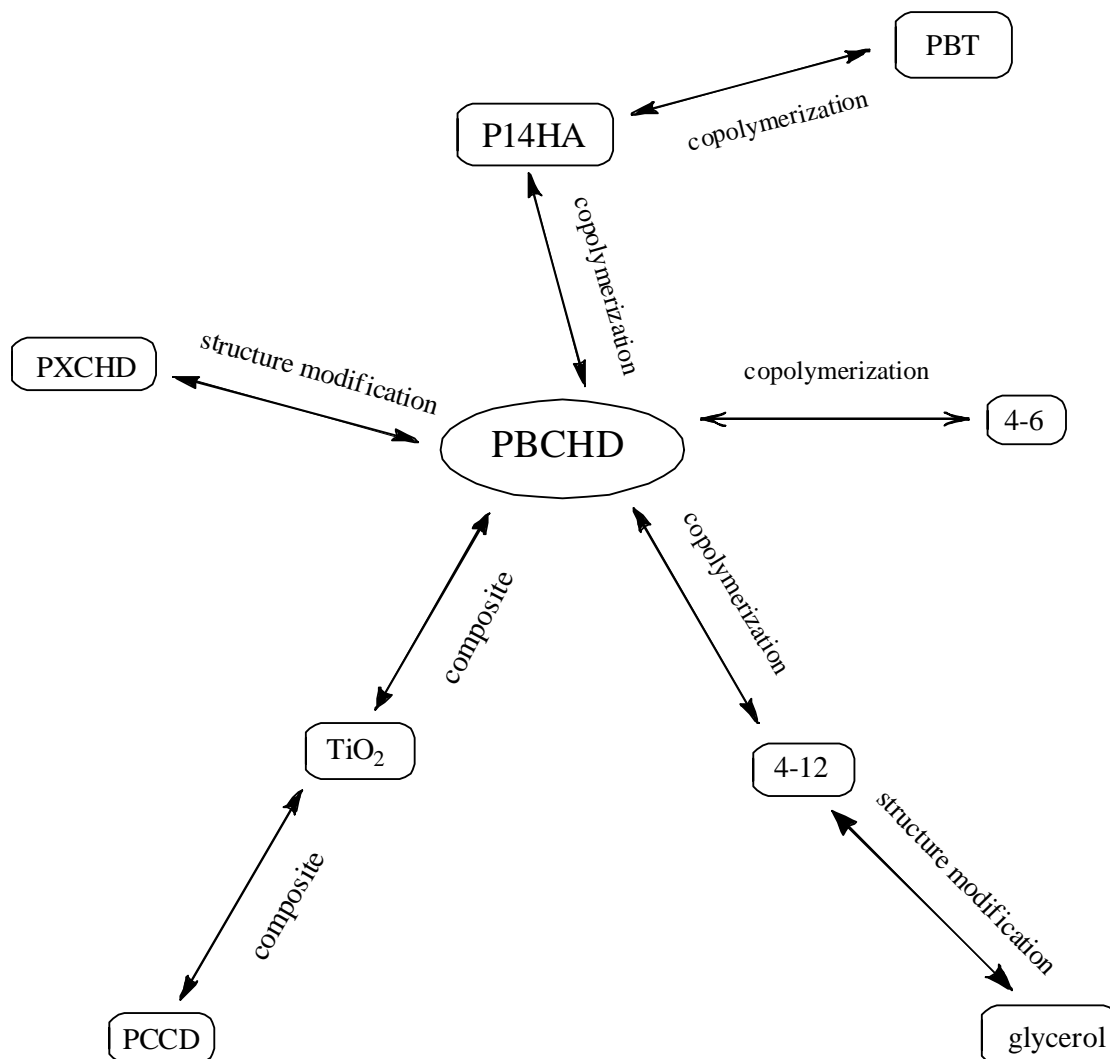 PBT
copolymerization
P14HA
copolymerization
structure modification
PXCHD
copolymerization
4-6
PBCHD
copolymerization
composite
TiO₂
4-12
structure modification
composite
PCCD
glycerol